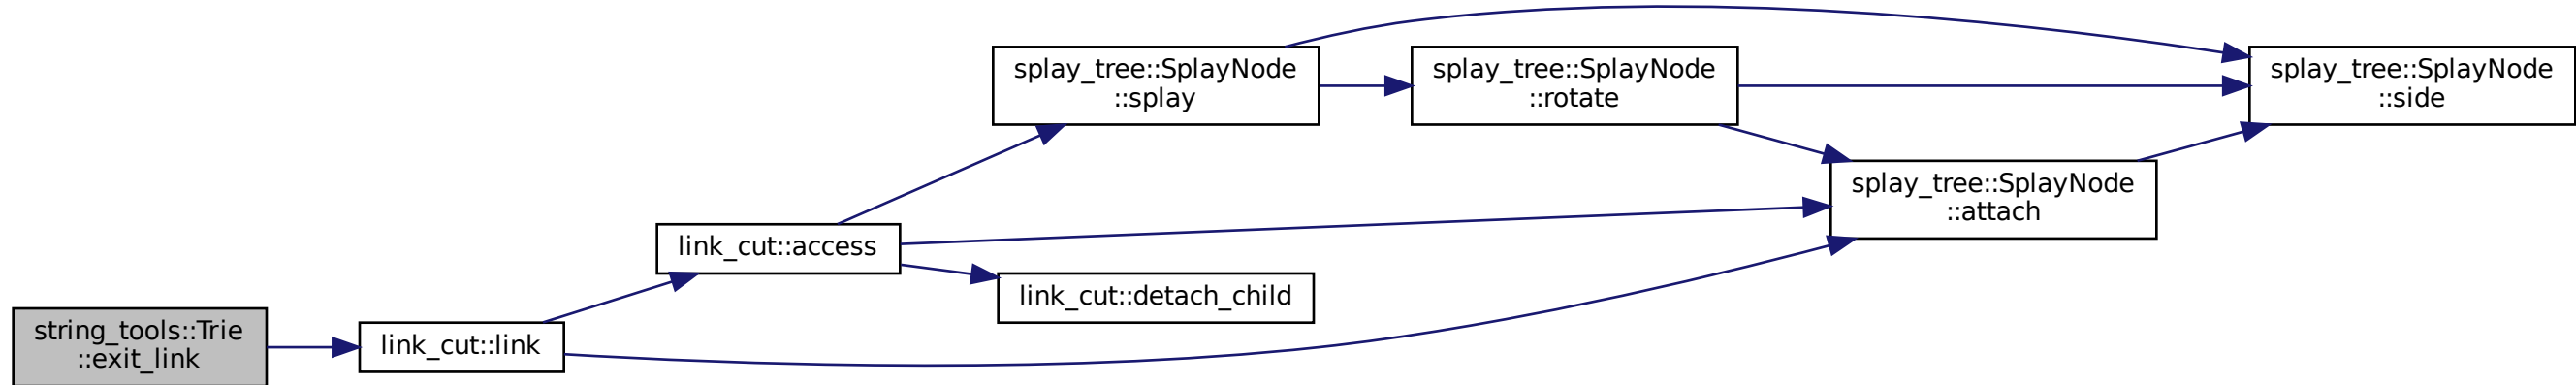 string_tools::Trie
::exit_link
link_cut::link
link_cut::access
splay_tree::SplayNode
::splay
link_cut::detach_child
splay_tree::SplayNode
::rotate
splay_tree::SplayNode
::attach
splay_tree::SplayNode
::side